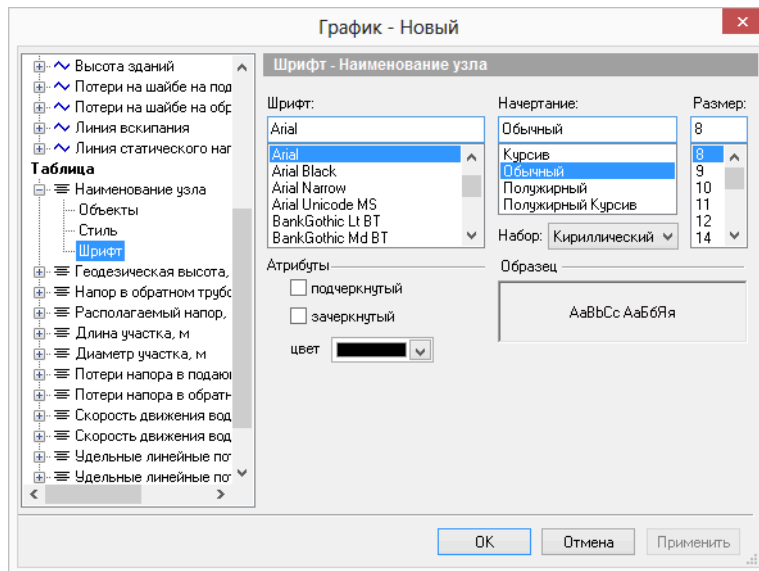 График - Новый
Высота зданий
Потери на шайбе на под
Потери на шайбе на обр
Линия вскипания
Линия статического нап
Таблица
Наименование узла
Объекты
Стиль
Шрифт
Геодезическая высота,
Напор в обратном трубо
Располагаемый напор,
Длина участка, м
Диаметр участка, м
Потери напора в подающ
Потери напора в обратн
Скорость движения вод
Скорость движения вод
Удельные линейные пот
Удельные линейные пот
Шрифт - Наименование узла
Шрифт:
Arial
Arial
Arial Black
Arial Narrow
Arial Unicode MS
BankGothic Lt BT
BankGothic Md BT
Начертание:
Обычный
Курсив
Обычный
Полужирный
Полужирный Курсив
Набор: Кириллический
Размер:
8
8
9
10
11
12
14
Атрибуты
подчеркнутый
зачеркнутый
цвет
Образец
AaBbCc АаБбЯя
OK
Отмена
Применить